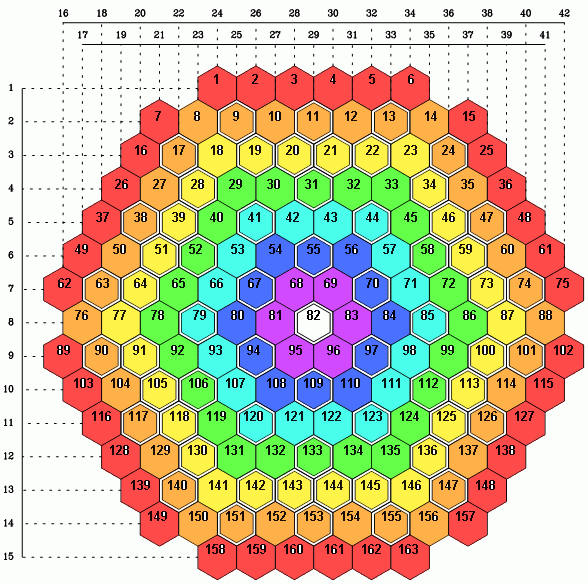 16 18 20 22 24 26 28 30 32 34 36 38 40 42
17 19 21 23 25 27 29 31 33 35 37 39 41
1 1 2 3 4 5 6
2 7 8 9 10 11 12 13 14 15
3 16 17 18 19 20 21 22 23 24 25
4 26 27 28 29 30 31 32 33 34 35 36
5 37 38 39 40 41 42 43 44 45 46 47 48
6 49 50 51 52 53 54 55 56 57 58 59 60 61
7 62 63 64 65 66 67 68 69 70 71 72 73 74 75
8 76 77 78 79 80 81 82 83 84 85 86 87 88
9 89 90 91 92 93 94 95 96 97 98 99 100 101 102
10 103 104 105 106 107 108 109 110 111 112 113 114 115
11 116 117 118 119 120 121 122 123 124 125 126 127
12 128 129 130 131 132 133 134 135 136 137 138
13 139 140 141 142 143 144 145 146 147 148
14 149 150 151 152 153 154 155 156 157
15 158 159 160 161 162 163